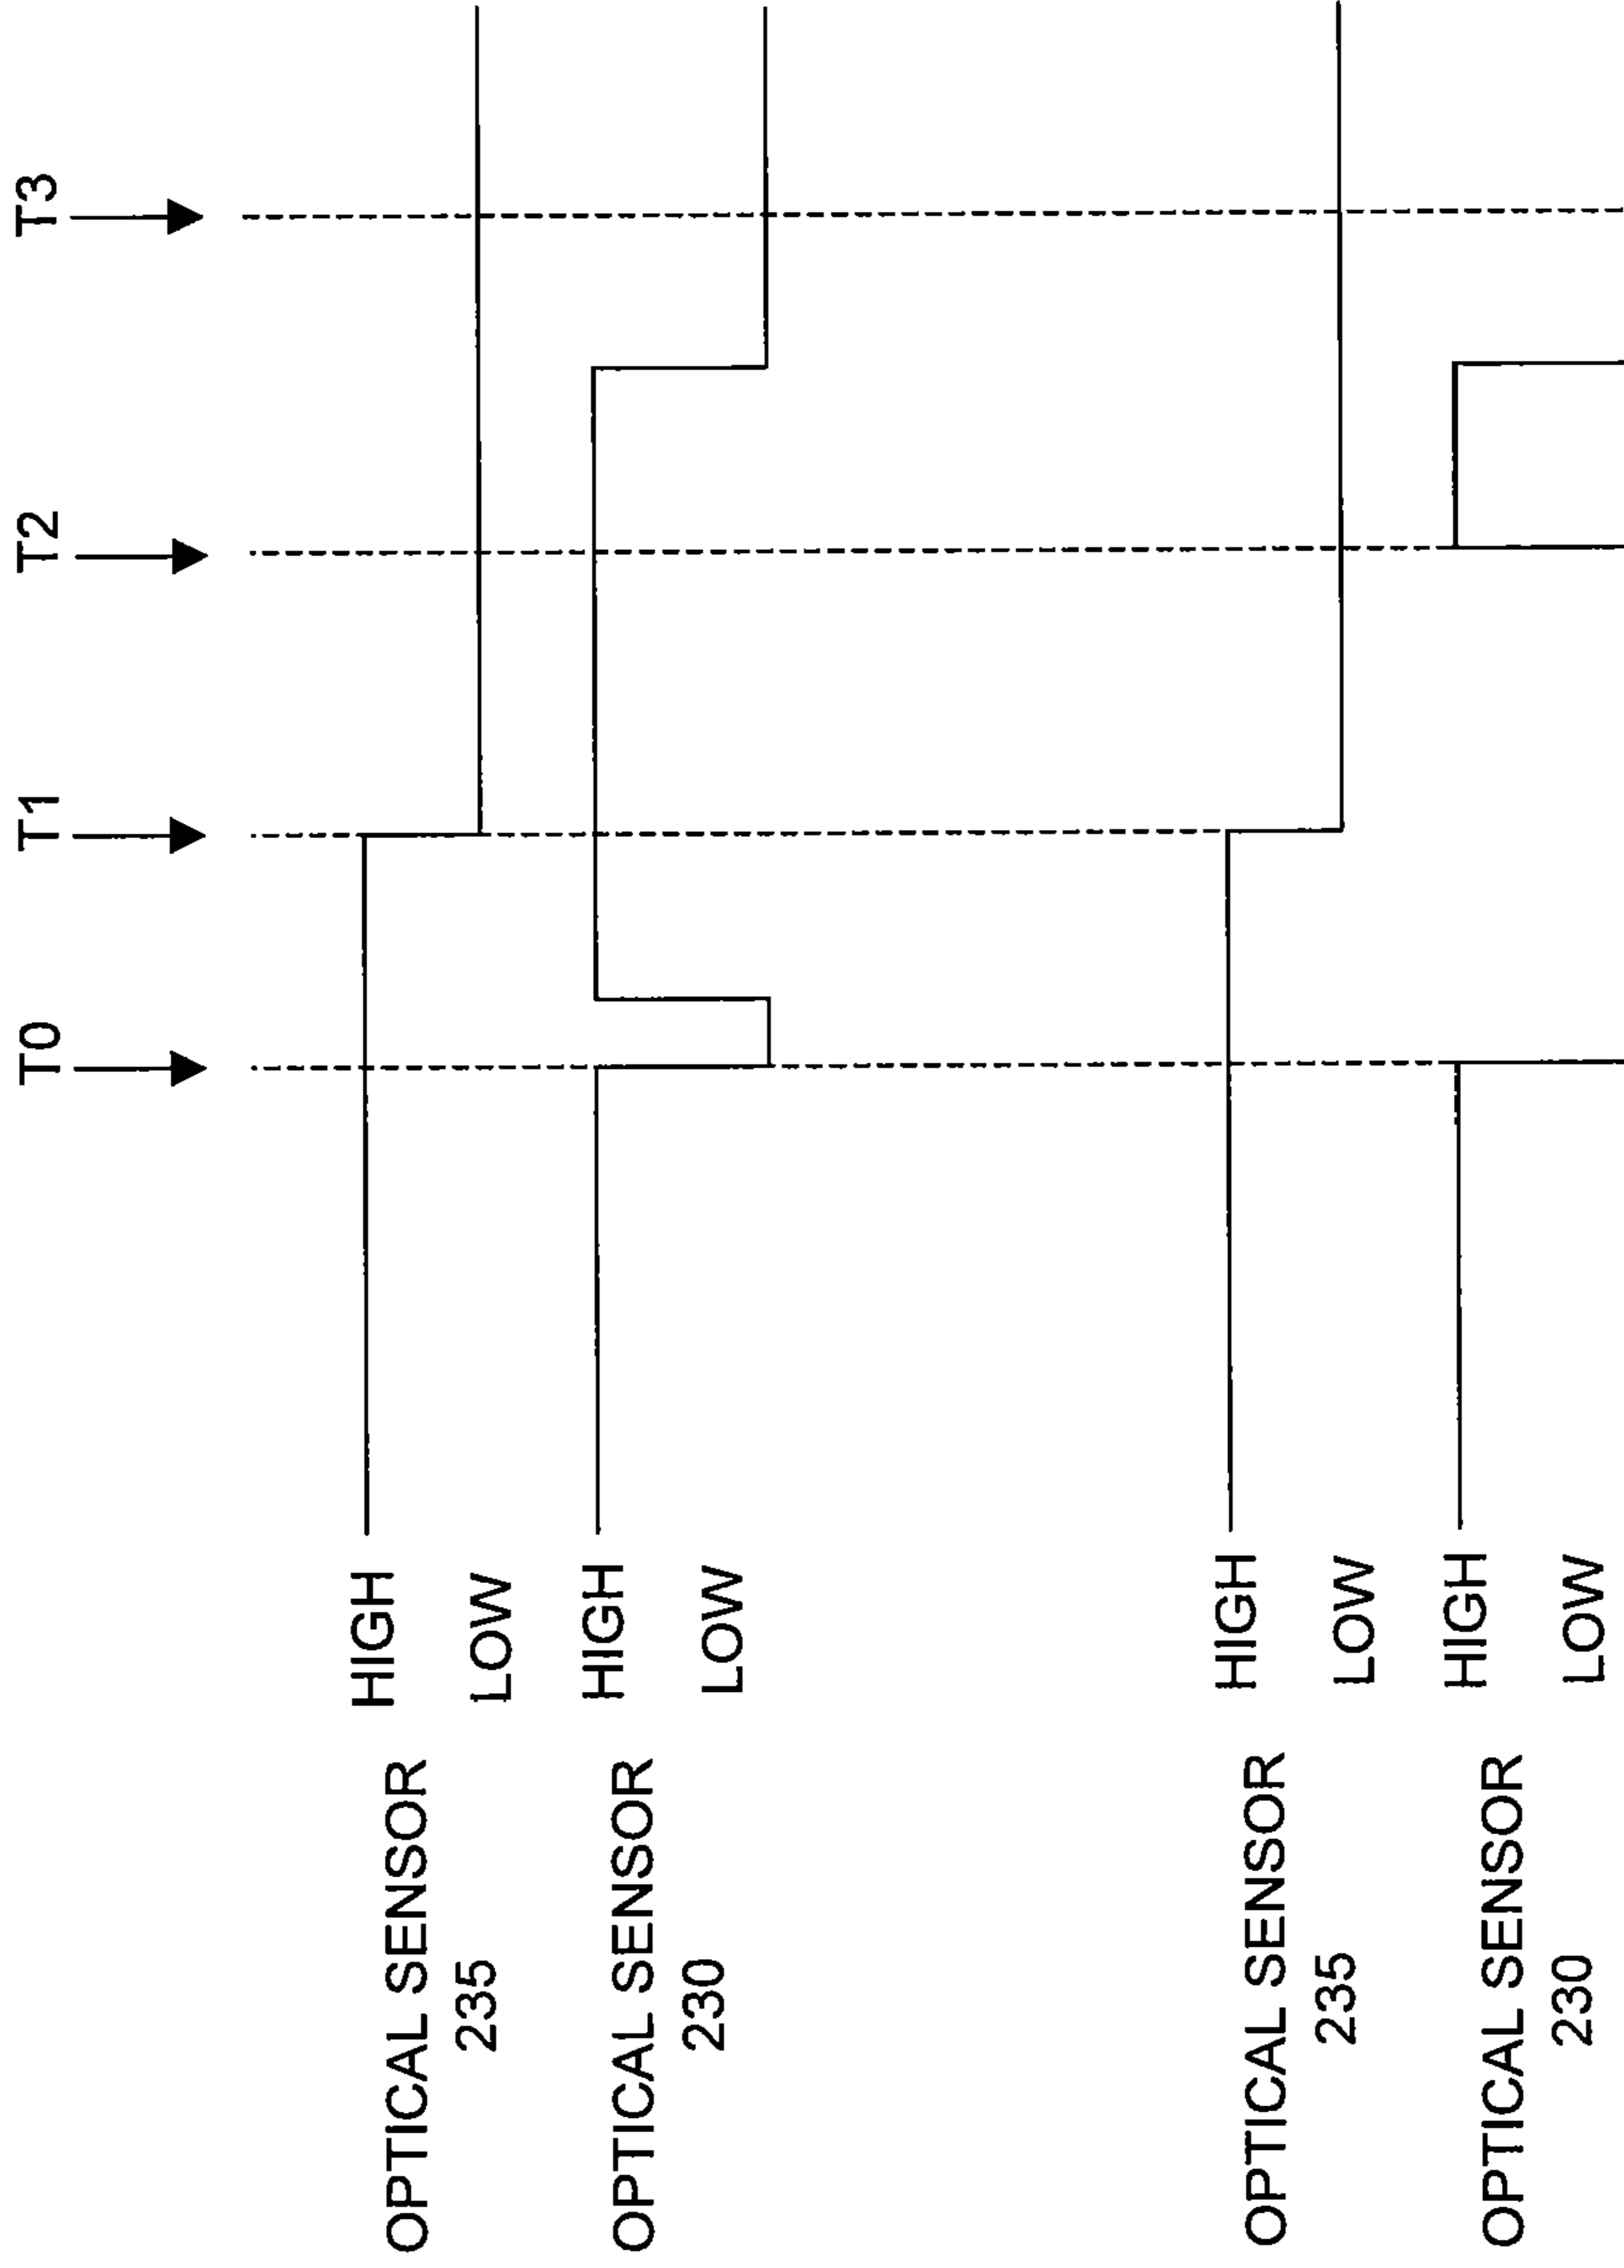 T0 T1 T2 T3
OPTICAL SENSOR HIGH
235 LOW
OPTICAL SENSOR HIGH
230 LOW
OPTICAL SENSOR HIGH
235 LOW
OPTICAL SENSOR HIGH
230 LOW